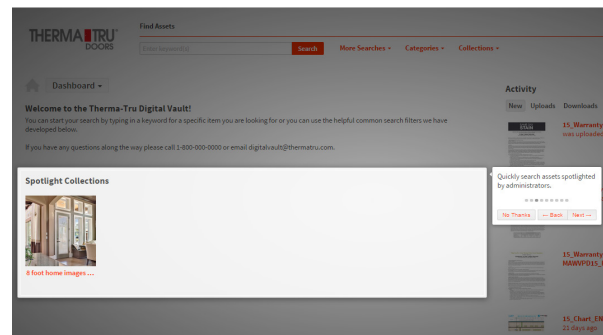 THERMA TRU
DOORS
Find Assets
Enter Keyword(s)
Search
More Searches
Categories
Collections
Dashboard
Welcome to the Therma-Tru Digital Vault!
You can start your search by typing in a keyword for a specific item you are looking for or you can use the helpful common search filters we have
developed below.
If you have any questions along the way please call 1-800-000-0000 or email digitalvault@thermatru.com.
Spotlight Collections
8 foot home images ...
Activity
New Uploads Downloads
15_Warranty
was uploaded
Quickly search assets spotlighted
by administrators.
No Thanks
Back
Next
15_Warranty
MAWVPD15_
15_Chart_EN
21 days ago